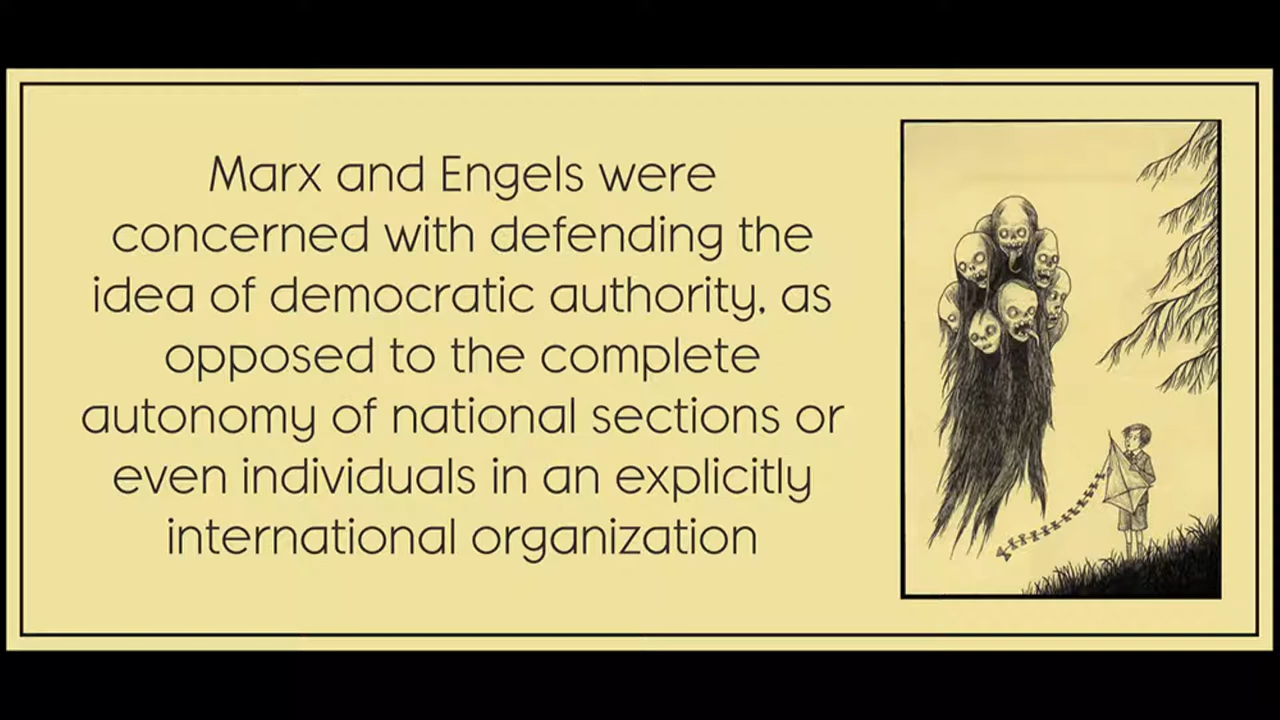 Marx and Engels were
concerned with defending the
idea of democratic authority, as
opposed to the complete
autonomy of national sections or
even individuals in an explicitly
international organization